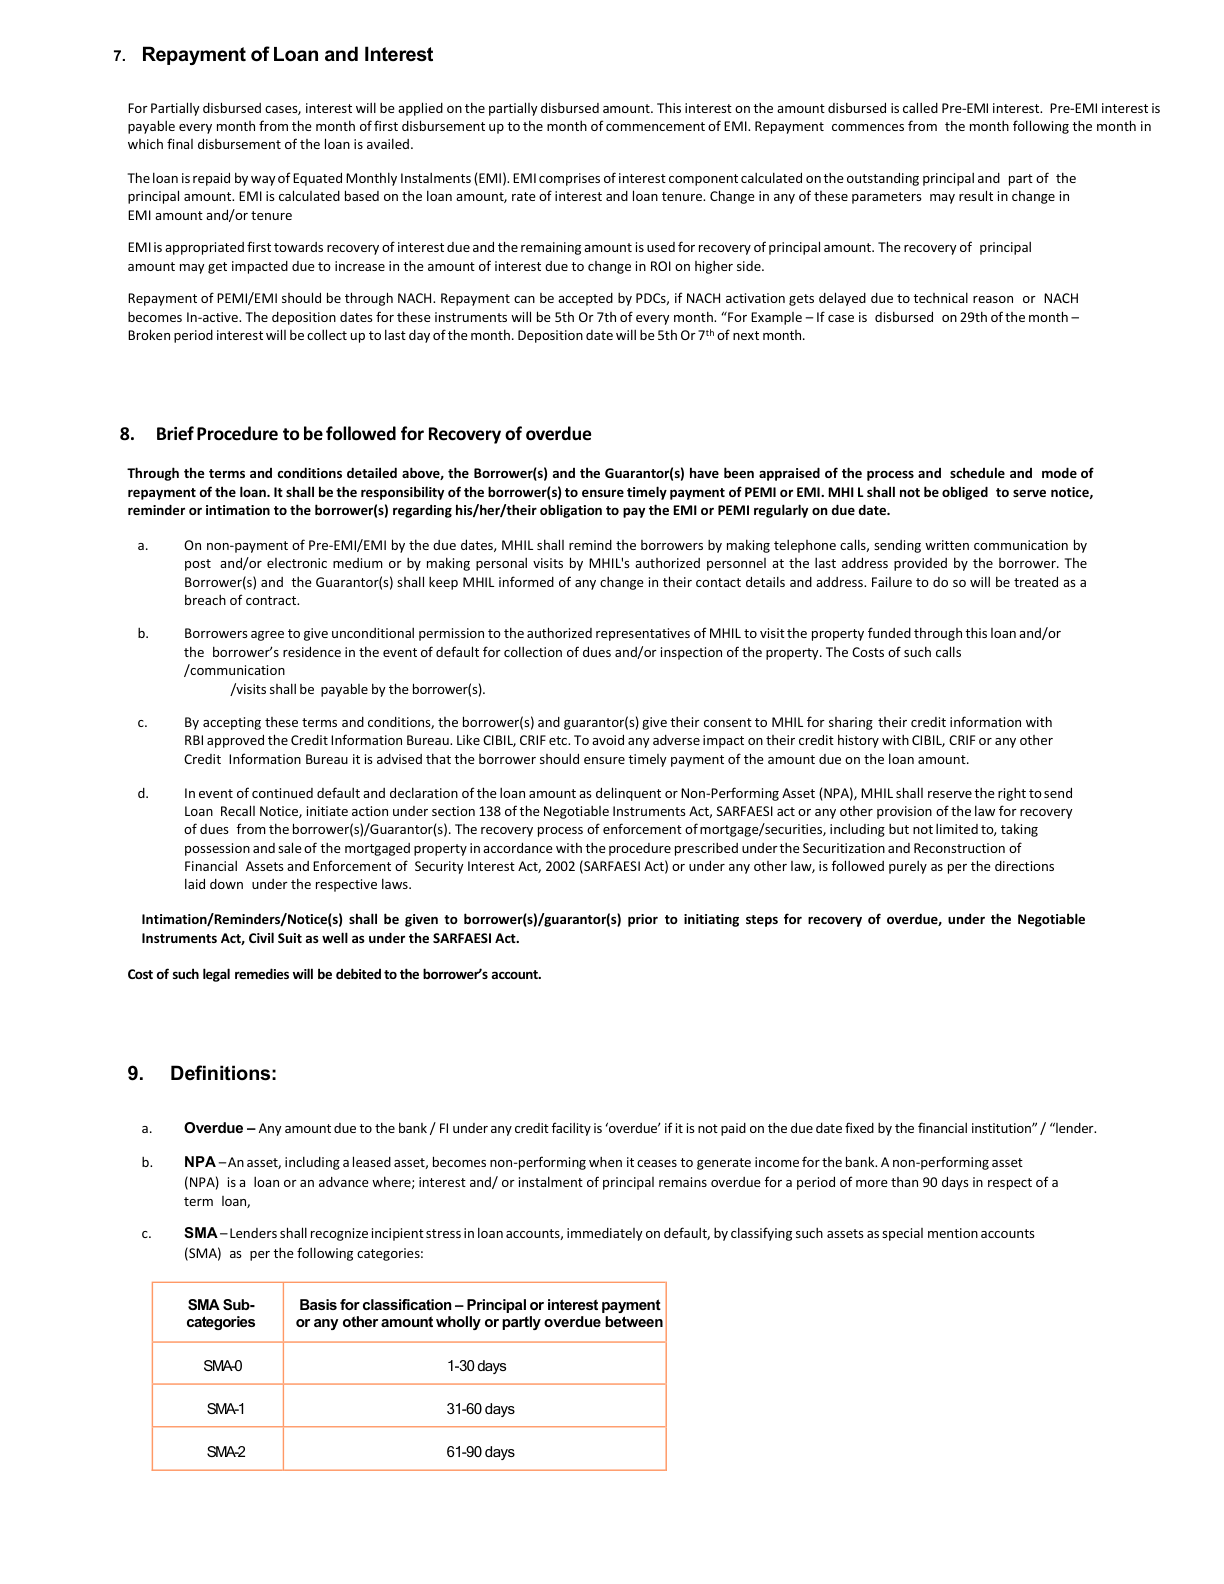 7. Repayment of Loan and Interest
For Partially disbursed cases, interest will be applied on the partially disbursed amount. This interest on the amount disbursed is called Pre-EMI interest. Pre-EMI interest is
payable every month from the month of first disbursement up to the month of commencement of EMI. Repayment commences from the month following the month in
which final disbursement of the loan is availed.
The loan is repaid by way of Equated Monthly Instalments (EMI). EMI comprises of interest component calculated on the outstanding principal and part of the
principal amount. EMI is calculated based on the loan amount, rate of interest and loan tenure. Change in any of these parameters may result in change in
EMI amount and/or tenure
EMI is appropriated first towards recovery of interest due and the remaining amount is used for recovery of principal amount. The recovery of principal
amount may get impacted due to increase in the amount of interest due to change in ROI on higher side.
Repayment of PEMI/EMI should be through NACH. Repayment can be accepted by PDCs, if NACH activation gets delayed due to technical reason or NACH
becomes In-active. The deposition dates for these instruments will be 5th Or 7th of every month. “For Example – If case is disbursed on 29th of the month –
Broken period interest will be collect up to last day of the month. Deposition date will be 5th Or 7th of next month.
8. Brief Procedure to be followed for Recovery of overdue
Through the terms and conditions detailed above, the Borrower(s) and the Guarantor(s) have been appraised of the process and schedule and mode of
repayment of the loan. It shall be the responsibility of the borrower(s) to ensure timely payment of PEMI or EMI. MHI L shall not be obliged to serve notice,
reminder or intimation to the borrower(s) regarding his/her/their obligation to pay the EMI or PEMI regularly on due date.
a. On non-payment of Pre-EMI/EMI by the due dates, MHIL shall remind the borrowers by making telephone calls, sending written communication by
post and/or electronic medium or by making personal visits by MHIL's authorized personnel at the last address provided by the borrower. The
Borrower(s) and the Guarantor(s) shall keep MHIL informed of any change in their contact details and address. Failure to do so will be treated as a
breach of contract.
b. Borrowers agree to give unconditional permission to the authorized representatives of MHIL to visit the property funded through this loan and/or
the borrower’s residence in the event of default for collection of dues and/or inspection of the property. The Costs of such calls
/communication
/visits shall be payable by the borrower(s).
c. By accepting these terms and conditions, the borrower(s) and guarantor(s) give their consent to MHIL for sharing their credit information with
RBI approved the Credit Information Bureau. Like CIBIL, CRIF etc. To avoid any adverse impact on their credit history with CIBIL, CRIF or any other
Credit Information Bureau it is advised that the borrower should ensure timely payment of the amount due on the loan amount.
d. In event of continued default and declaration of the loan amount as delinquent or Non-Performing Asset (NPA), MHIL shall reserve the right to send
Loan Recall Notice, initiate action under section 138 of the Negotiable Instruments Act, SARFAESI act or any other provision of the law for recovery
of dues from the borrower(s)/Guarantor(s). The recovery process of enforcement of mortgage/securities, including but not limited to, taking
possession and sale of the mortgaged property in accordance with the procedure prescribed under the Securitization and Reconstruction of
Financial Assets and Enforcement of Security Interest Act, 2002 (SARFAESI Act) or under any other law, is followed purely as per the directions
laid down under the respective laws.
Intimation/Reminders/Notice(s) shall be given to borrower(s)/guarantor(s) prior to initiating steps for recovery of overdue, under the Negotiable
Instruments Act, Civil Suit as well as under the SARFAESI Act.
Cost of such legal remedies will be debited to the borrower’s account.
9. Definitions:
a. Overdue – Any amount due to the bank / FI under any credit facility is ‘overdue’ if it is not paid on the due date fixed by the financial institution” / “lender.
b. NPA – An asset, including a leased asset, becomes non-performing when it ceases to generate income for the bank. A non-performing asset
(NPA) is a loan or an advance where; interest and/ or instalment of principal remains overdue for a period of more than 90 days in respect of a
term loan,
c. SMA – Lenders shall recognize incipient stress in loan accounts, immediately on default, by classifying such assets as special mention accounts
(SMA) as per the following categories:
SMA Sub-
categories
Basis for classification – Principal or interest payment
or any other amount wholly or partly overdue between
SMA-0 1-30 days
SMA-1 31-60 days
SMA-2 61-90 days